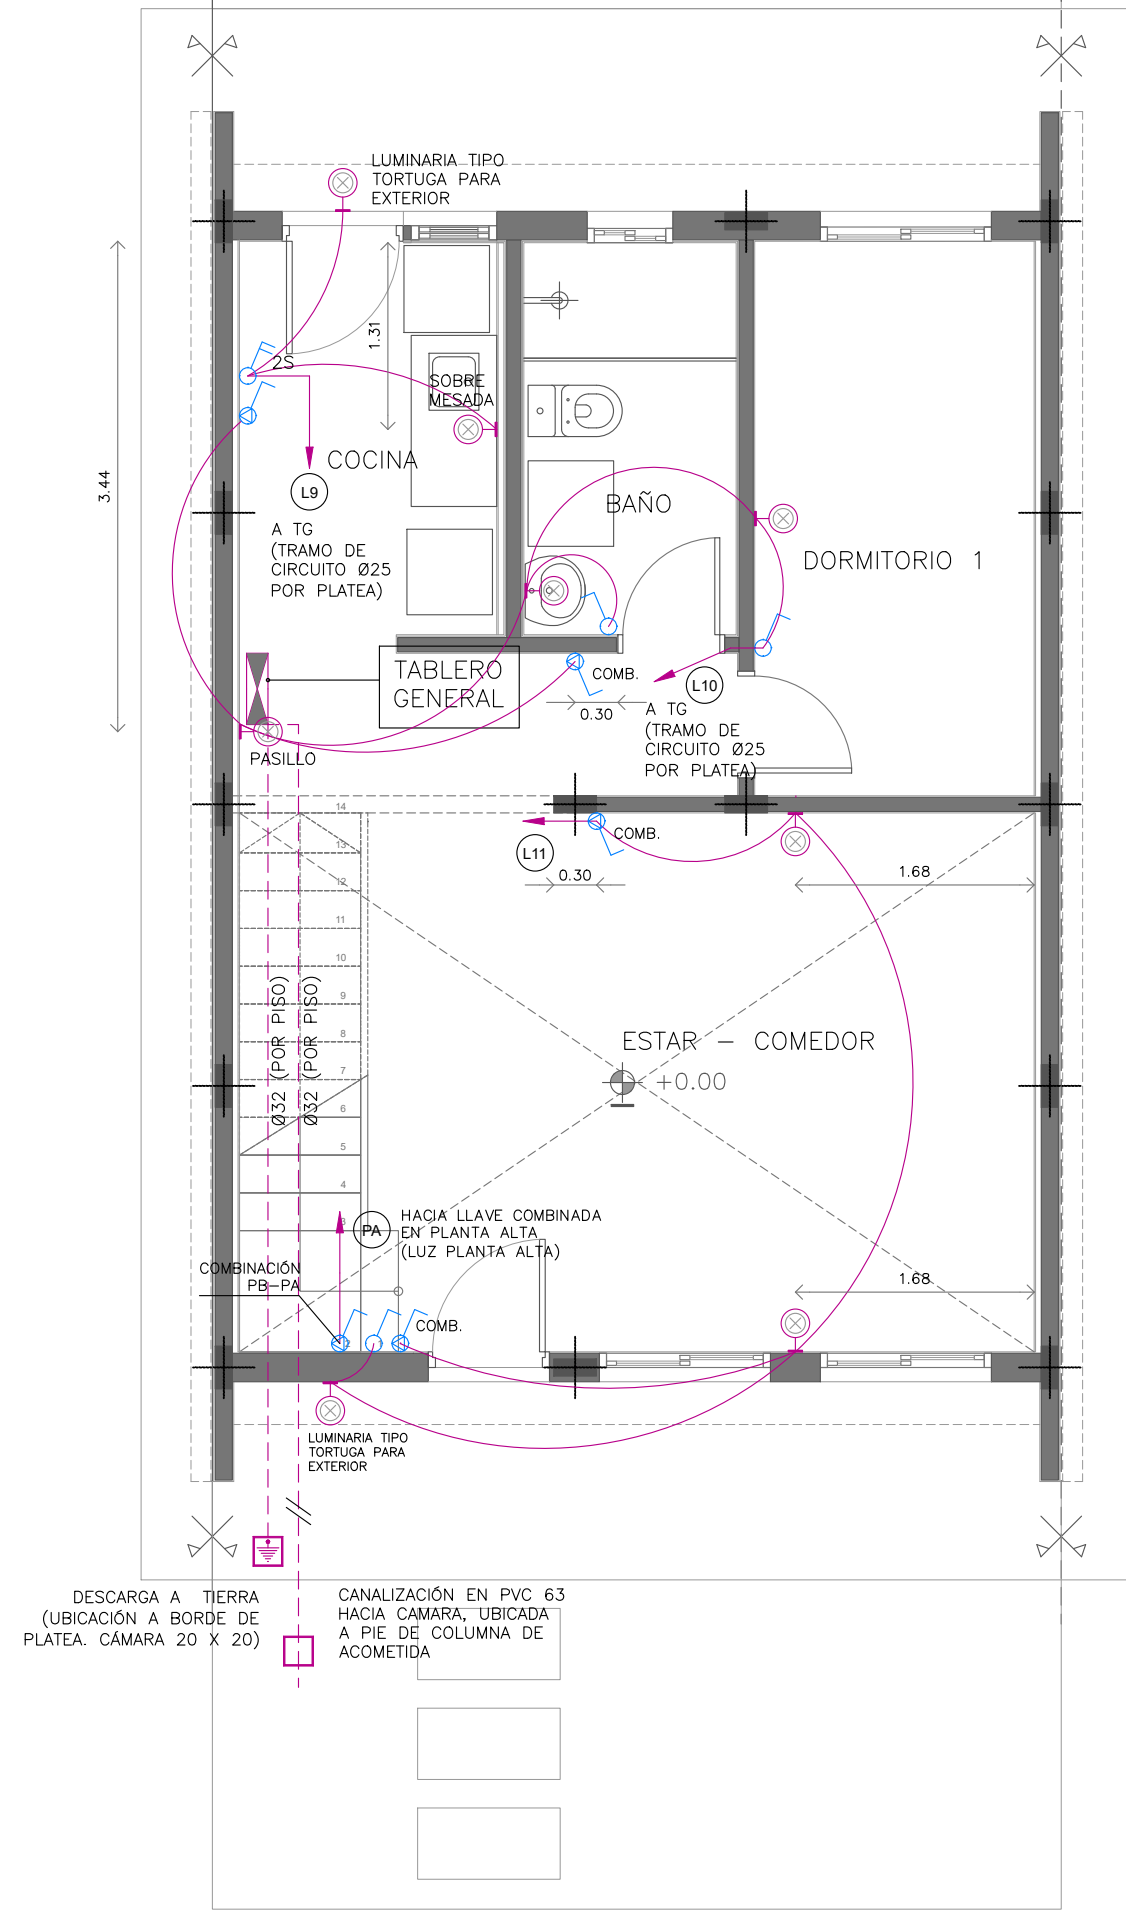 LUMINARIA TIPO
TORTUGA PARA
EXTERIOR
1.31
2S
SOBRE
MESADA
COCINA
3.44
L9
A TG
(TRAMO DE
CIRCUITO Ø25
POR PLATEA)
BAÑO
DORMITORIO 1
TABLERO
GENERAL
COMB.
0.30
L10
A TG
(TRAMO DE
CIRCUITO Ø25
POR PLATEA)
PASILLO
14
13
12
11
10
9
8
7
6
5
4
3
COMB.
L11
0.30
1.68
Ø32 (POR PISO)
Ø32 (POR PISO)
ESTAR – COMEDOR
+0.00
PA
HACIA LLAVE COMBINADA
EN PLANTA ALTA
(LUZ PLANTA ALTA)
COMBINACIÓN
PB–PA
COMB.
1.68
LUMINARIA TIPO
TORTUGA PARA
EXTERIOR
DESCARGA A TIERRA
(UBICACIÓN A BORDE DE
PLATEA. CÁMARA 20 X 20)
CANALIZACIÓN EN PVC 63
HACIA CAMARA, UBICADA
A PIE DE COLUMNA DE
ACOMETIDA